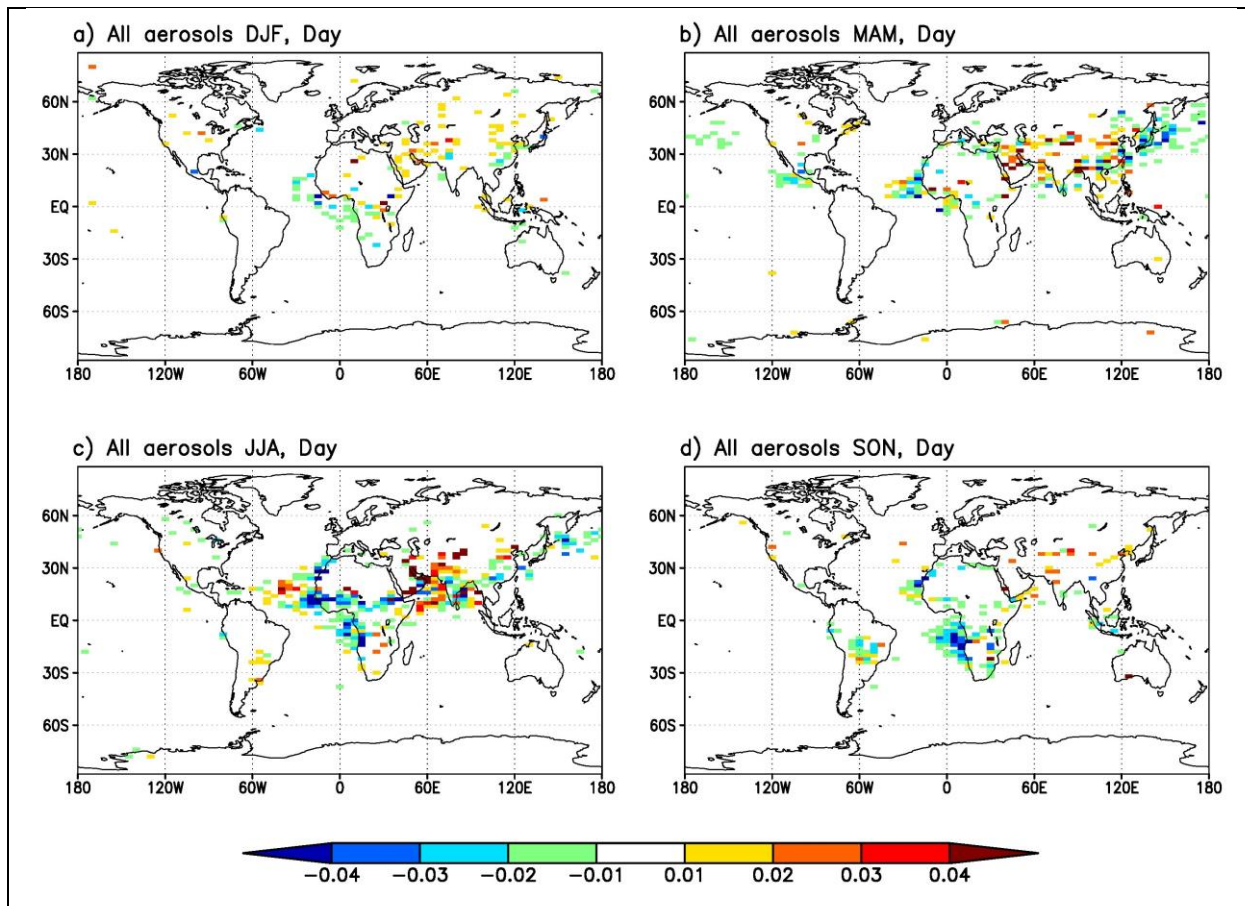 a) All aerosols DJF, Day
b) All aerosols MAM, Day
60N
30N
EQ
30S
60S
180 120W 60W 0 60E 120E 180
60N
30N
EQ
30S
60S
180 120W 60W 0 60E 120E 180
c) All aerosols JJA, Day
d) All aerosols SON, Day
60N
30N
EQ
30S
60S
180 120W 60W 0 60E 120E 180
60N
30N
EQ
30S
60S
180 120W 60W 0 60E 120E 180
−0.04 −0.03 −0.02 −0.01 0.01 0.02 0.03 0.04